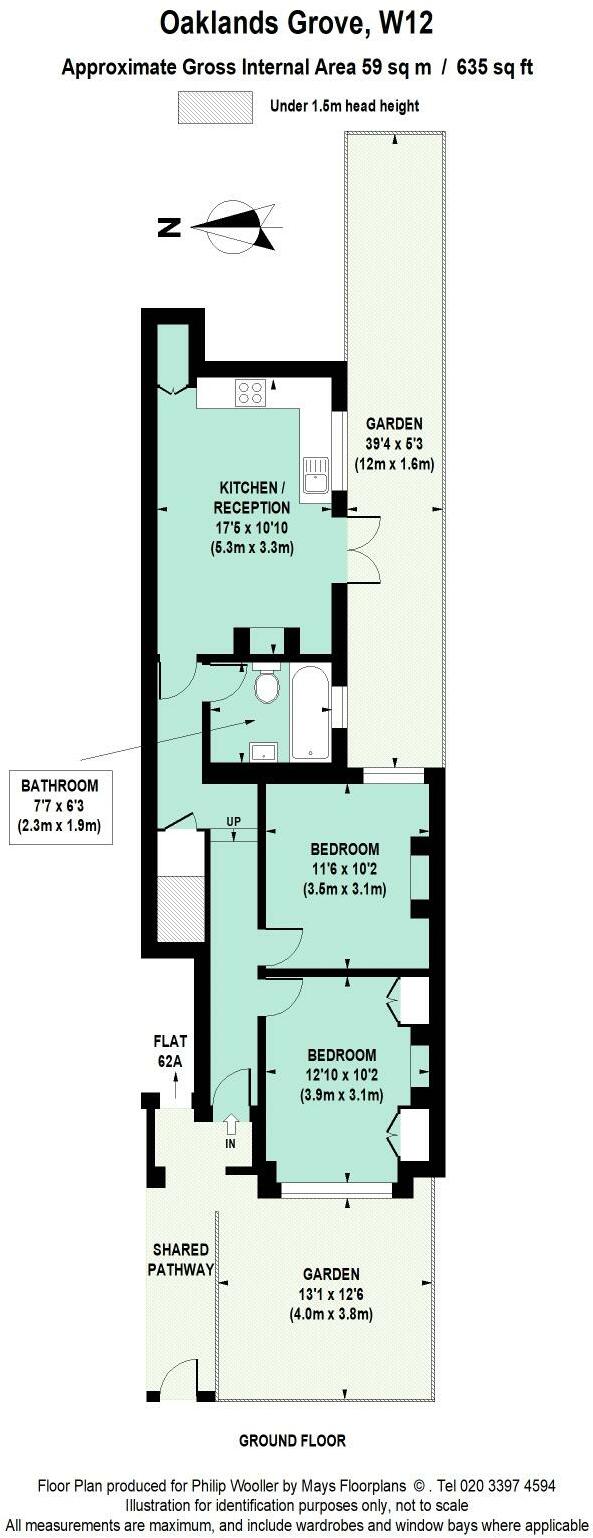 Oaklands Grove, W12
Approximate Gross Internal Area 59 sq m / 635 sq ft
Under 1.5m head height
N
GARDEN
39'4 x 5'3
(12m x 1.6m)
KITCHEN /
RECEPTION
17'5 x 10'10
(5.3m x 3.3m)
BATHROOM
7'7 x 6'3
(2.3m x 1.9m)
UP
BEDROOM
11'6 x 10'2
(3.5m x 3.1m)
FLAT
62A
BEDROOM
12'10 x 10'2
(3.9m x 3.1m)
IN
SHARED
PATHWAY
GARDEN
13'1 x 12'6
(4.0m x 3.8m)
GROUND FLOOR
Floor Plan produced for Philip Wooller by Mays Floorplans © . Tel 020 3397 4594
Illustration for identification purposes only, not to scale
All measurements are maximum, and include wardrobes and window bays where applicable